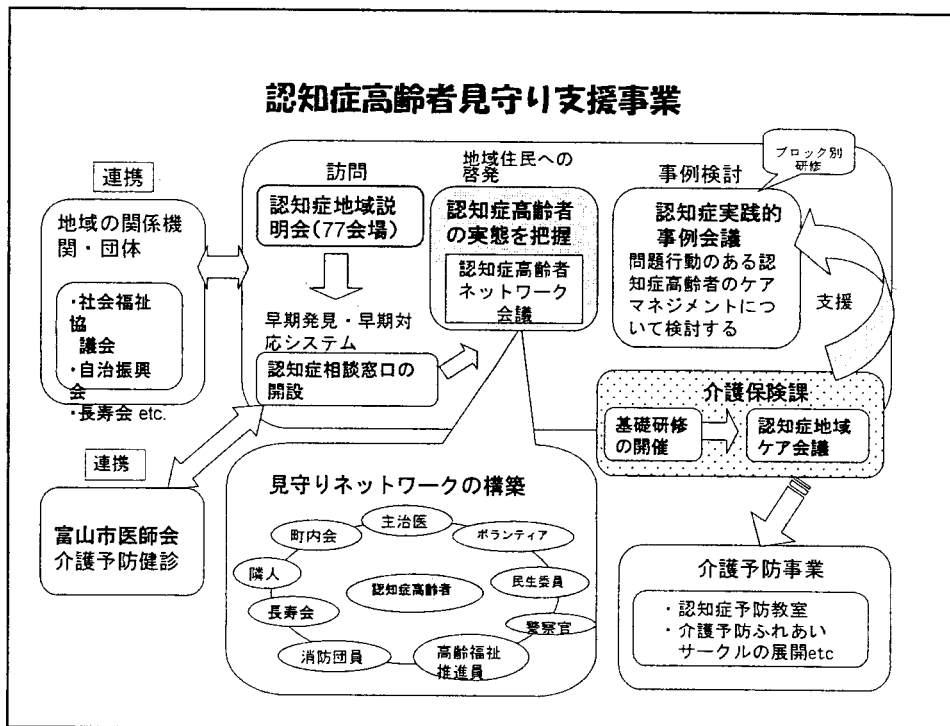 認知症高齢者見守り支援事業
連携
地域の関係機
関・団体
・社会福祉
協
議会
・自治振興
会
・長寿会 etc.
訪問
認知症地域説
明会(77会場)
早期発見・早期対
応システム
認知症相談窓口の
開設
地域住民への
啓発
認知症高齢者
の実態を把握
認知症高齢者
ネットワーク
会議
事例検討
ブロック別
研修
認知症実践的
事例会議
問題行動のある認
知症高齢者のケア
マネジメントにつ
いて検討する
支援
介護保険課
基礎研修
の開催
認知症地域
ケア会議
連携
富山市医師会
介護予防健診
見守りネットワークの構築
主治医
町内会
ボランティア
隣人
認知症高齢者
民生委員
長寿会
警察官
消防団員
高齢福祉
推進員
介護予防事業
・認知症予防教室
・介護予防ふれあい
サークルの展開etc